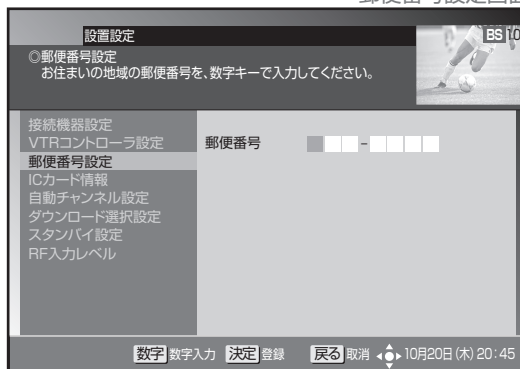 設置設定
BS 10
◎郵便番号設定
お住まいの地域の郵便番号を、数字キーで入力してください。
接続機器設定
VTRコントローラ設定
郵便番号 -
郵便番号設定
ICカード情報
自動チャンネル設定
ダウンロード選択設定
スタンバイ設定
RF入力レベル
数字 数字入力 決定 登録 戻る 取消 10月20日(木) 20:45